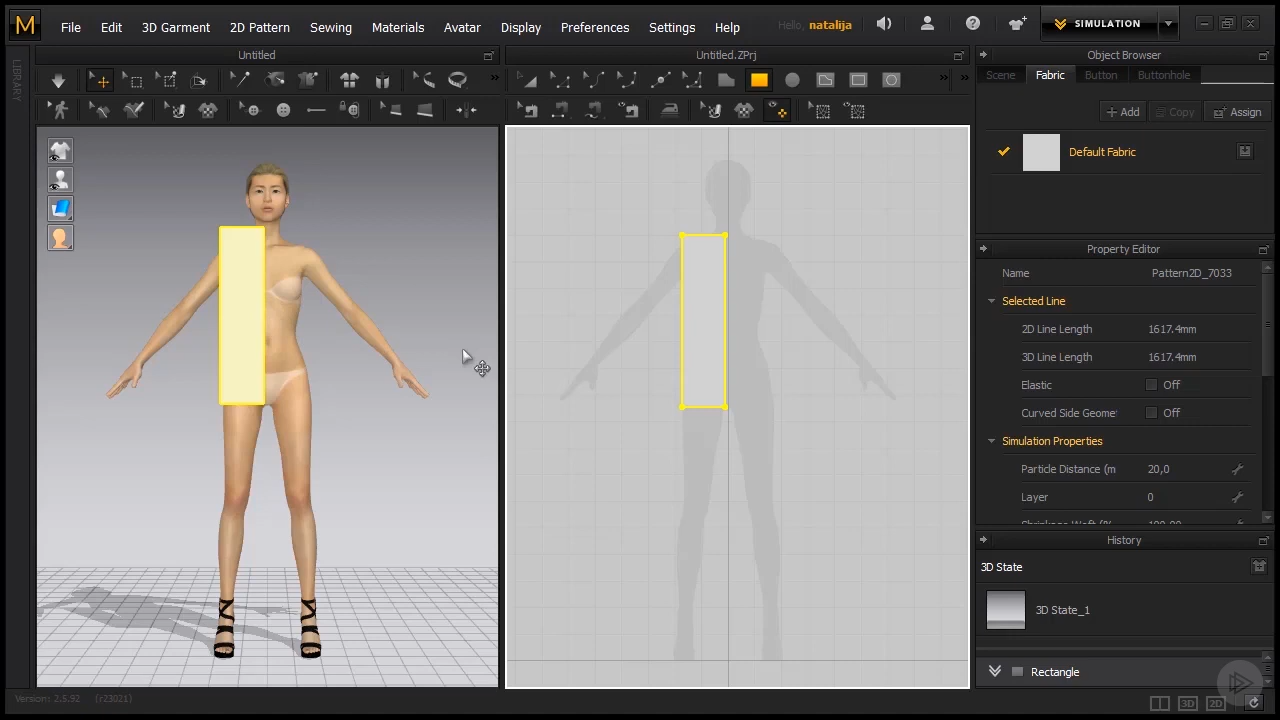 M File Edit 3D Garment 2D Pattern Sewing Materials Avatar Display Preferences Settings Help Hello, natalija SIMULATION
Untitled Untitled.ZPrj Object Browser
LIBRARY
Scene Fabric Button Buttonhole
Add Copy Assign
Default Fabric
Property Editor
Name Pattern2D_7033
Selected Line
2D Line Length 1617.4mm
3D Line Length 1617.4mm
Elastic Off
Curved Side Geome Off
Simulation Properties
Particle Distance (m 20,0
Layer 0
Shrinkage Weft (% 100,00
History
3D State
3D State_1
Rectangle
Version: 2.5.92 (r23021)
3D 2D